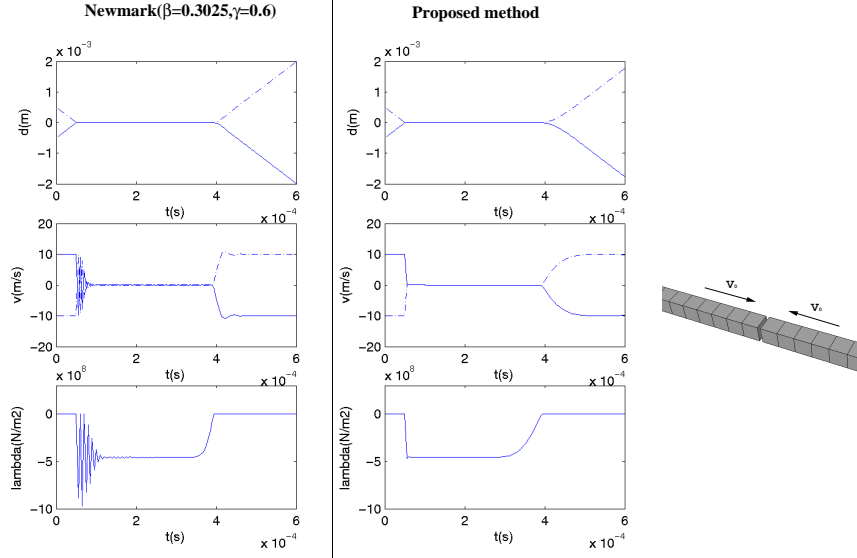 Newmark(β=0.3025,γ=0.6)
Proposed method
x 10⁻³
2
1
0
−1
−2
d(m)
0
2
4
6
t(s)
x 10⁻⁴
x 10⁻³
2
1
0
−1
−2
d(m)
0
2
4
6
t(s)
x 10⁻⁴
20
10
0
−10
−20
v(m/s)
0
2
4
6
t(s)
x 10⁻⁴
20
10
0
−10
−20
v(m/s)
0
2
4
6
t(s)
x 10⁻⁴
v₀
v₀
x 10⁸
0
−5
−10
lambda(N/m2)
0
2
4
6
t(s)
x 10⁻⁴
x 10⁸
0
−5
−10
lambda(N/m2)
0
2
4
6
t(s)
x 10⁻⁴